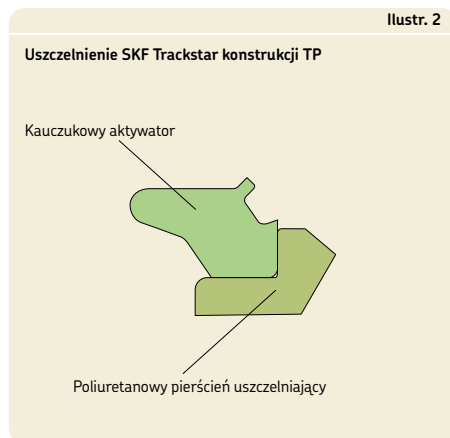 Ilustr. 2
Uszczelnienie SKF Trackstar konstrukcji TP
Kauczukowy aktywator
Poliuretanowy pierścień uszczelniający